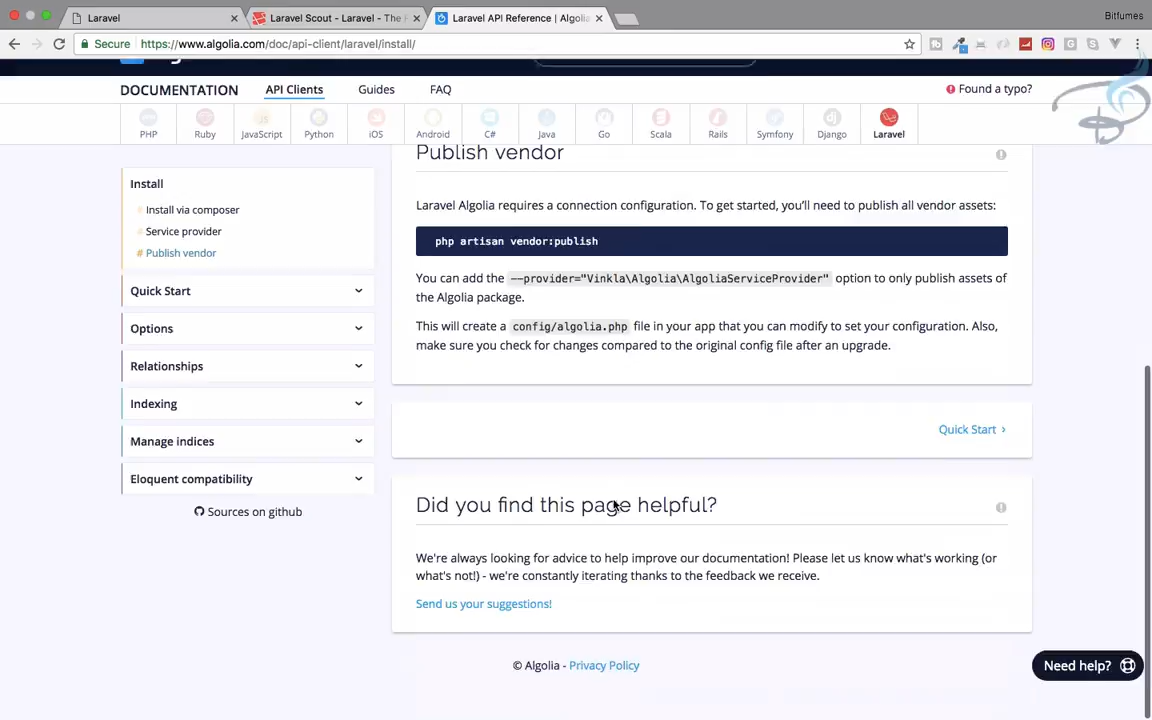 Laravel
Laravel Scout - Laravel - The F
Laravel API Reference | Algolia
Bitfumes
Secure
https://www.algolia.com/doc/api-client/laravel/install/
DOCUMENTATION
API Clients
Guides
FAQ
Found a typo?
PHP
Ruby
JavaScript
Python
iOS
Android
C#
Java
Go
Scala
Rails
Symfony
Django
Laravel
Install
# Install via composer
# Service provider
# Publish vendor
Quick Start
Options
Relationships
Indexing
Manage indices
Eloquent compatibility
Sources on github
Publish vendor
Laravel Algolia requires a connection configuration. To get started, you'll need to publish all vendor assets:
php artisan vendor:publish
You can add the --provider="Vinkla\Algolia\AlgoliaServiceProvider" option to only publish assets of
the Algolia package.
This will create a config/algolia.php file in your app that you can modify to set your configuration. Also,
make sure you check for changes compared to the original config file after an upgrade.
Quick Start ›
Did you find this page helpful?
We're always looking for advice to help improve our documentation! Please let us know what's working (or
what's not!) - we're constantly iterating thanks to the feedback we receive.
Send us your suggestions!
© Algolia - Privacy Policy
Need help?